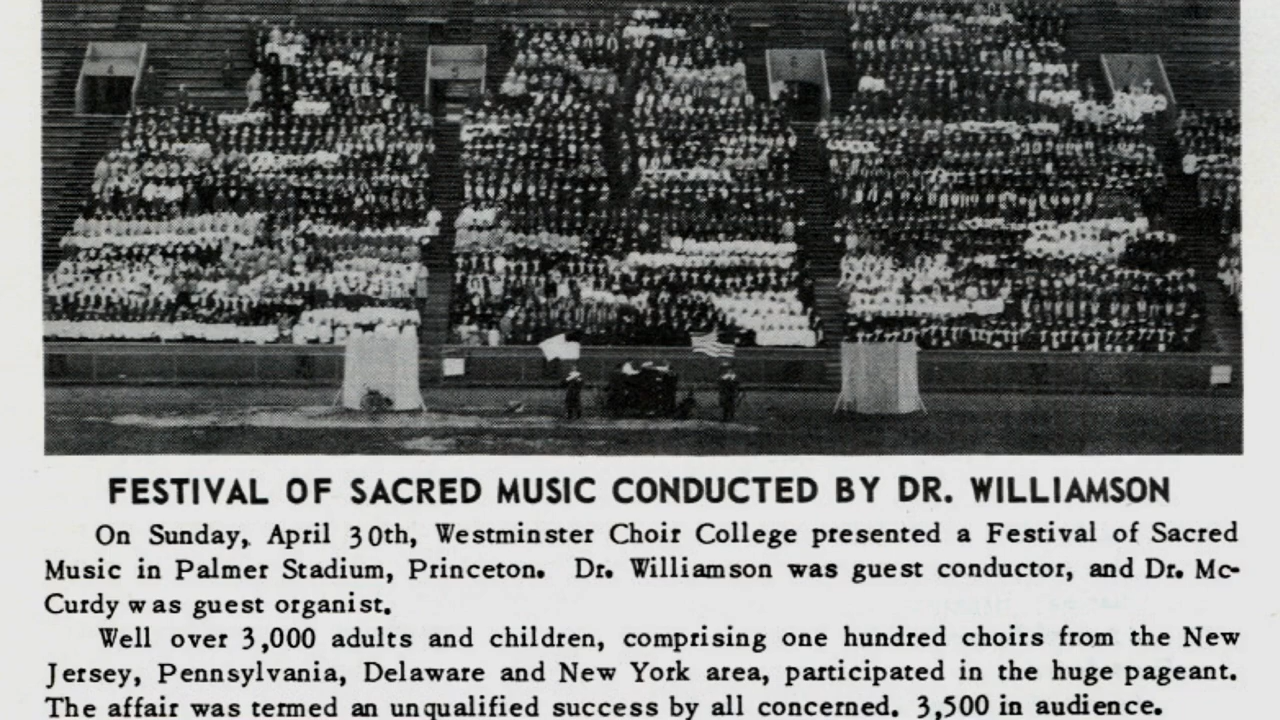 FESTIVAL OF SACRED MUSIC CONDUCTED BY DR. WILLIAMSON
On Sunday, April 30th, Westminster Choir College presented a Festival of Sacred
Music in Palmer Stadium, Princeton. Dr. Williamson was guest conductor, and Dr. Mc-
Curdy was guest organist.
Well over 3,000 adults and children, comprising one hundred choirs from the New
Jersey, Pennsylvania, Delaware and New York area, participated in the huge pageant.
The affair was termed an unqualified success by all concerned. 3,500 in audience.